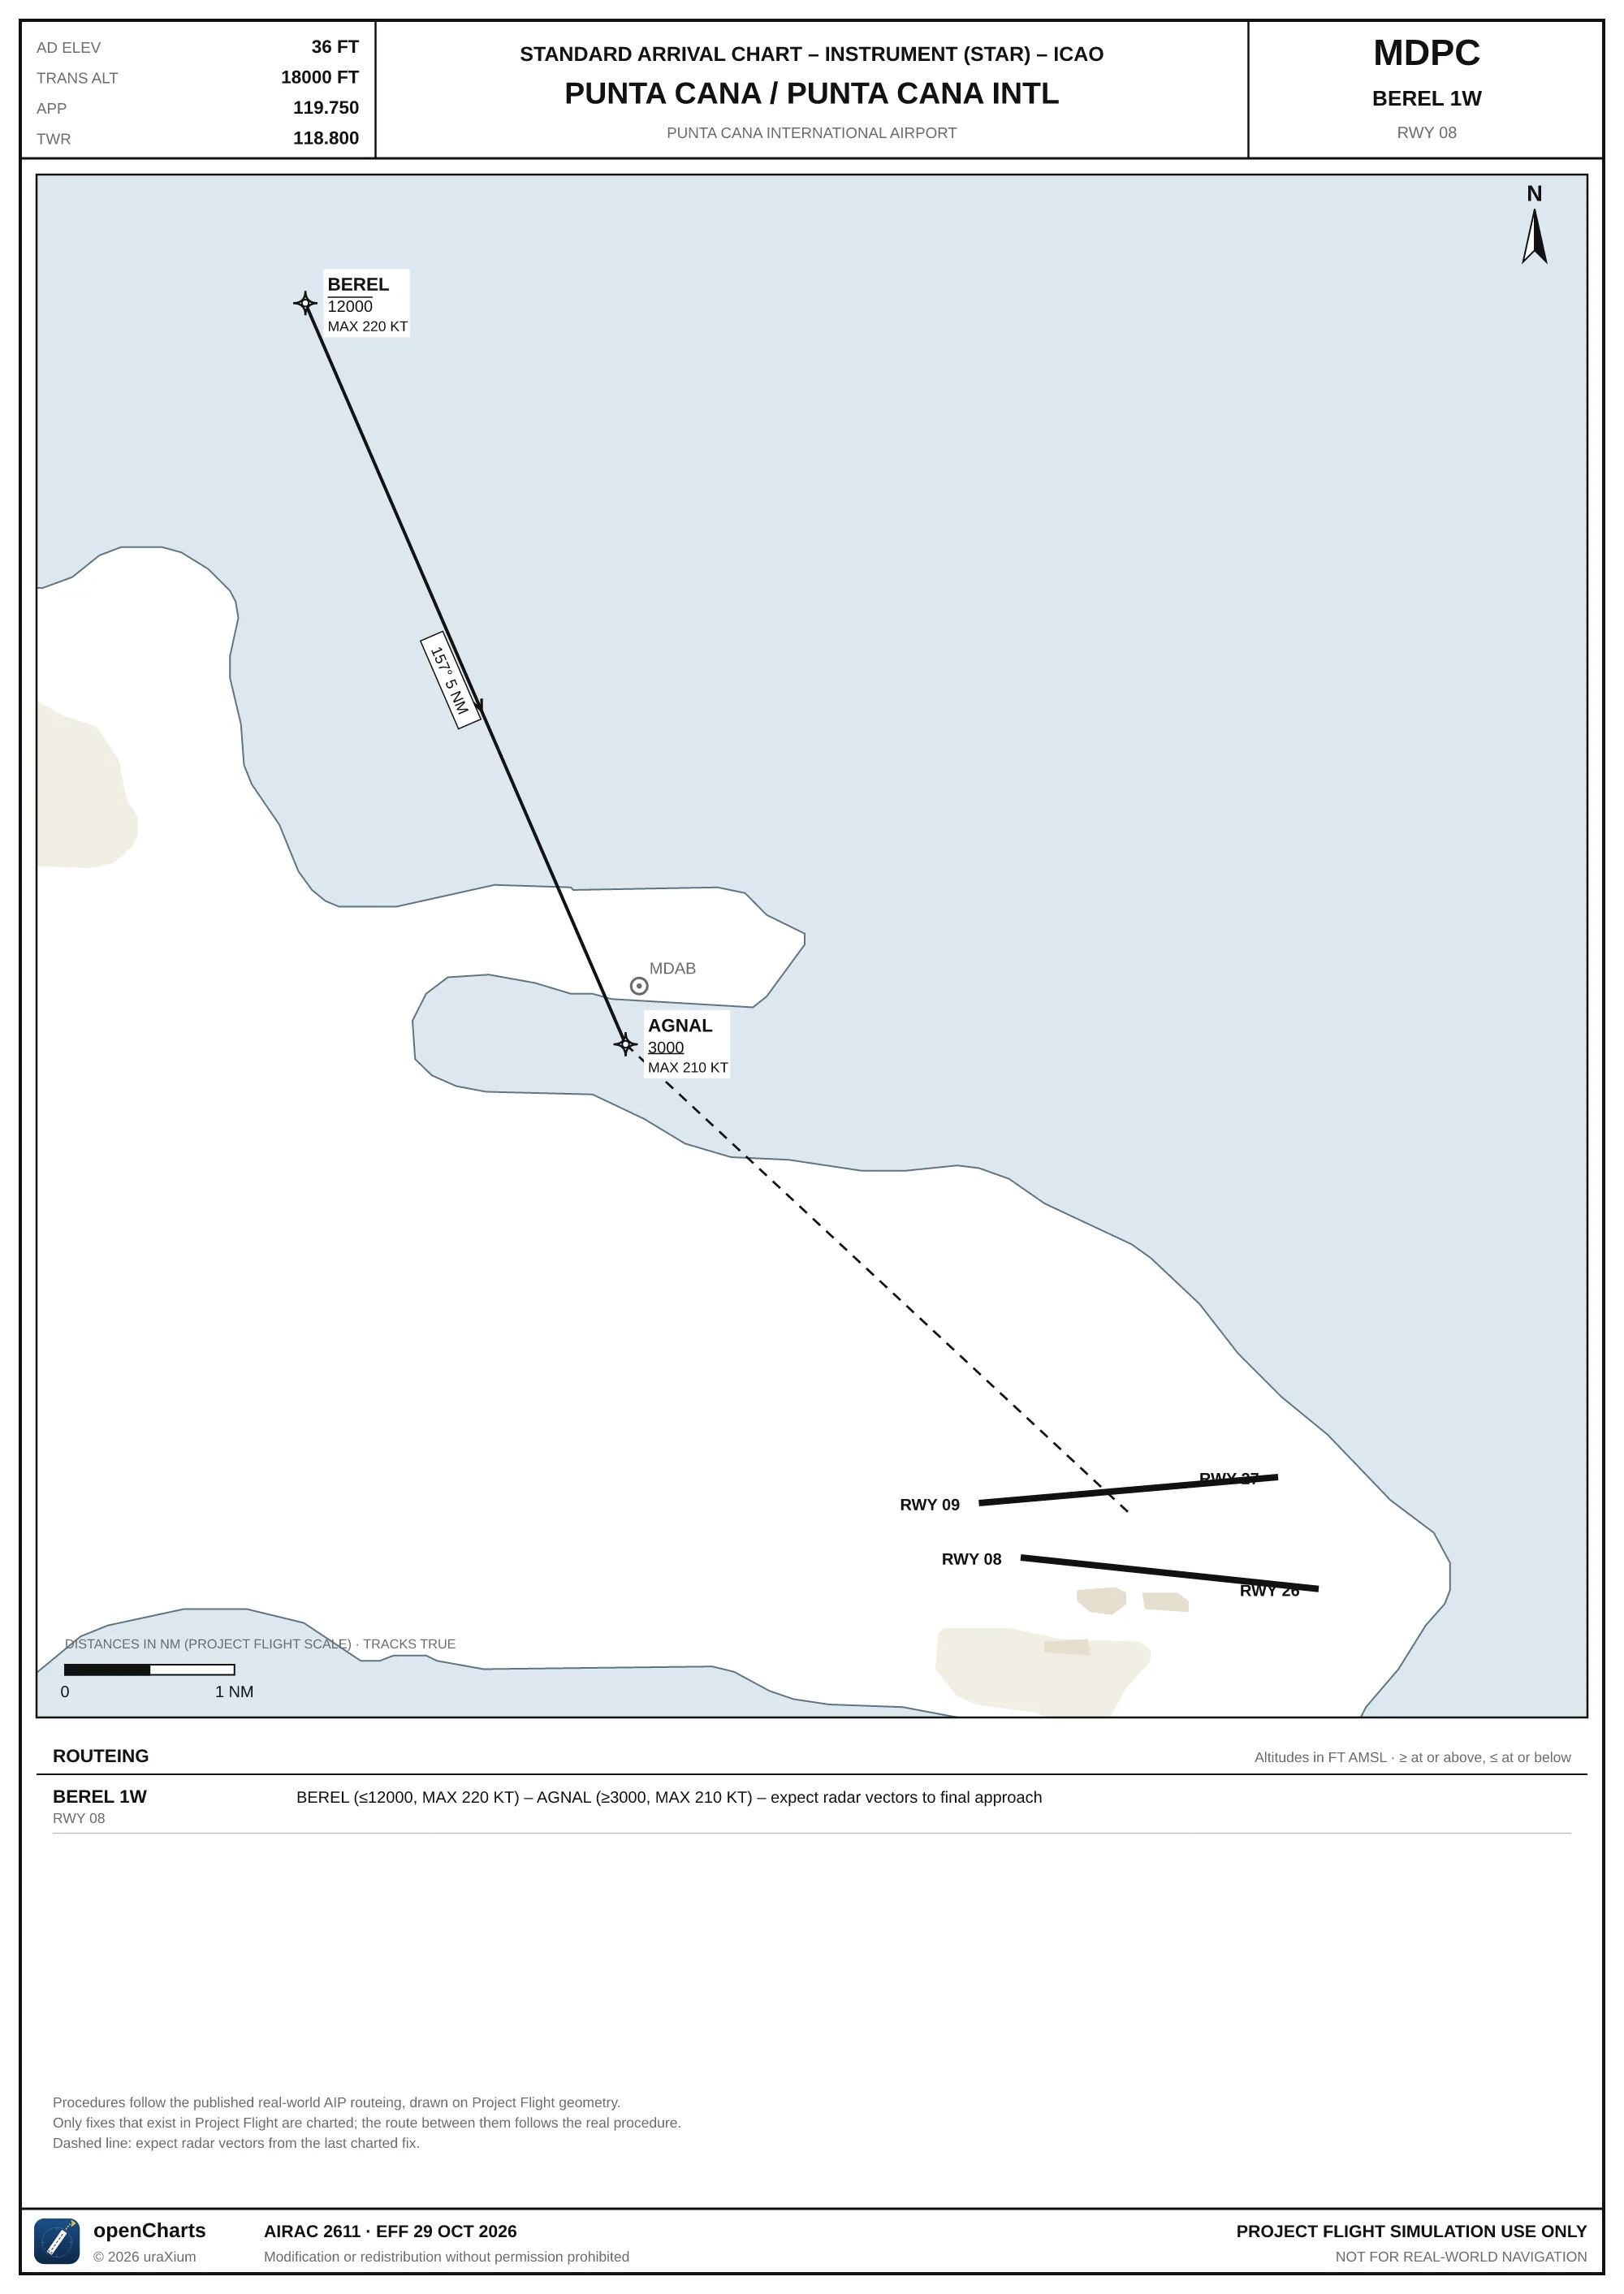 AD ELEV 36 FT
TRANS ALT 18000 FT
APP 119.750
TWR 118.800
STANDARD ARRIVAL CHART – INSTRUMENT (STAR) – ICAO
PUNTA CANA / PUNTA CANA INTL
PUNTA CANA INTERNATIONAL AIRPORT
MDPC
BEREL 1W
RWY 08
N
BEREL
12000
MAX 220 KT
157° 5 NM
MDAB
AGNAL
3000
MAX 210 KT
RWY 27
RWY 09
RWY 08
RWY 26
DISTANCES IN NM (PROJECT FLIGHT SCALE) · TRACKS TRUE
0 1 NM
ROUTEING
Altitudes in FT AMSL · ≥ at or above, ≤ at or below
BEREL 1W
BEREL (≤12000, MAX 220 KT) – AGNAL (≥3000, MAX 210 KT) – expect radar vectors to final approach
RWY 08
Procedures follow the published real-world AIP routeing, drawn on Project Flight geometry.
Only fixes that exist in Project Flight are charted; the route between them follows the real procedure.
Dashed line: expect radar vectors from the last charted fix.
openCharts
© 2026 uraXium
AIRAC 2611 · EFF 29 OCT 2026
Modification or redistribution without permission prohibited
PROJECT FLIGHT SIMULATION USE ONLY
NOT FOR REAL-WORLD NAVIGATION